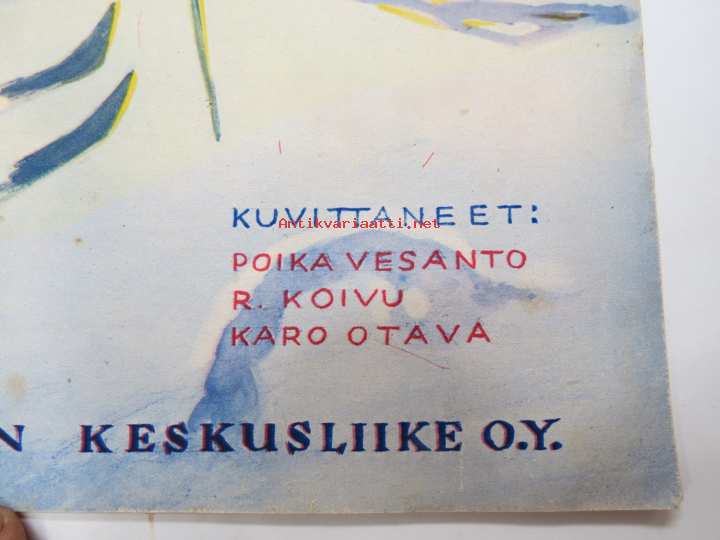 KUVITTANEET:
Antikvariaatti.net
POIKA VESANTO
R. KOIVU
KARO OTAVA
N KESKUSLIIKE O.Y.